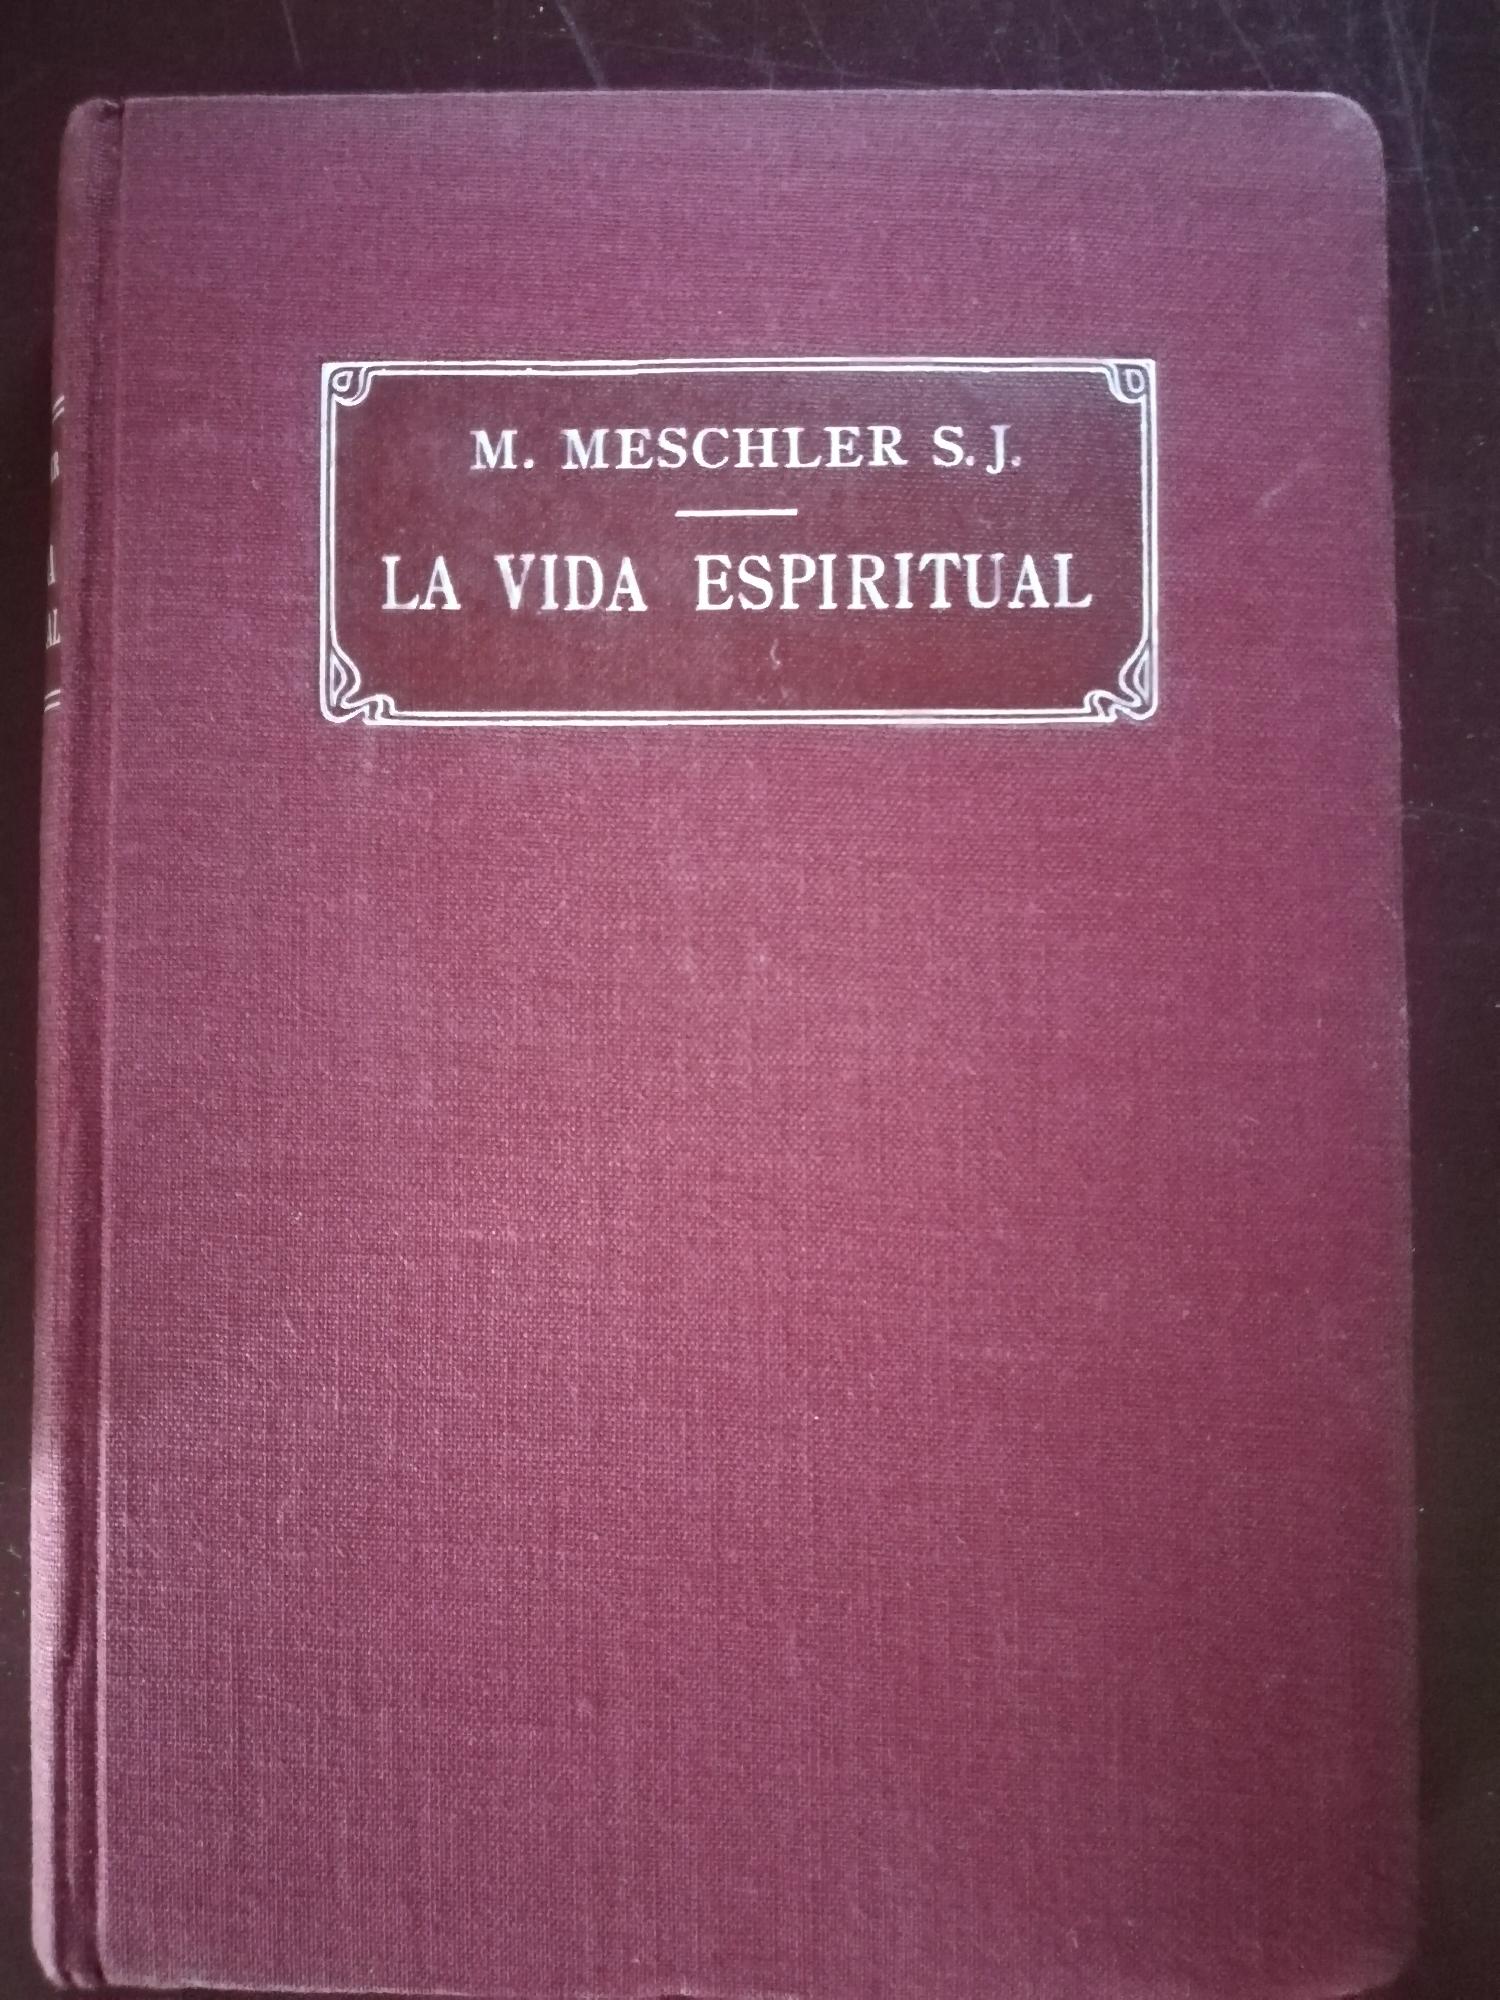 M. MESCHLER S. J.
LA VIDA ESPIRITUAL